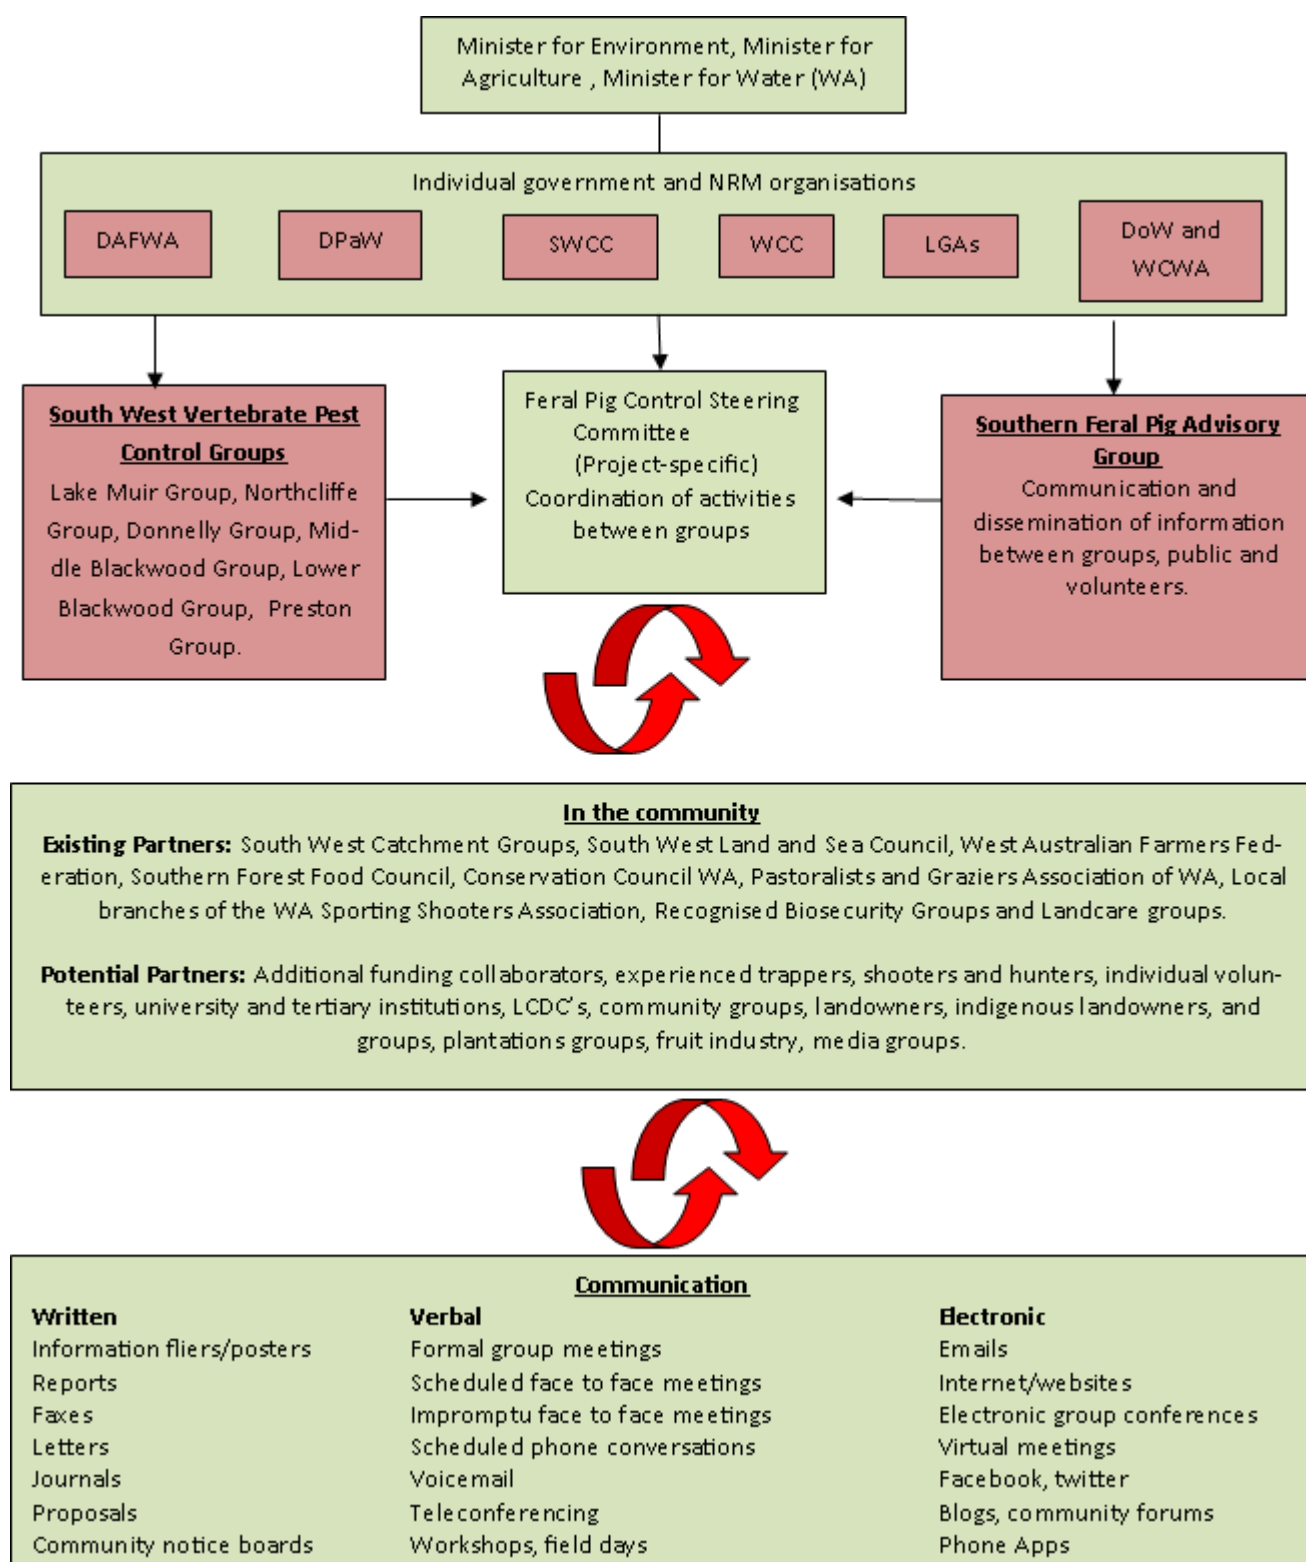 Minister for Environment, Minister for
Agriculture , Minister for Water (WA)
Individual government and NRM organisations
DAFWA
DPaW
SWCC
WCC
LGAs
DoW and
WCWA
South West Vertebrate Pest
Control Groups
Lake Muir Group, Northcliffe
Group, Donnelly Group, Mid-
dle Blackwood Group, Lower
Blackwood Group, Preston
Group.
Feral Pig Control Steering
Committee
(Project-specific)
Coordination of activities
between groups
Southern Feral Pig Advisory
Group
Communication and
dissemination of information
between groups, public and
volunteers.
In the community
Existing Partners: South West Catchment Groups, South West Land and Sea Council, West Australian Farmers Fed-
eration, Southern Forest Food Council, Conservation Council WA, Pastoralists and Graziers Association of WA, Local
branches of the WA Sporting Shooters Association, Recognised Biosecurity Groups and Landcare groups.
Potential Partners: Additional funding collaborators, experienced trappers, shooters and hunters, individual volun-
teers, university and tertiary institutions, LCDC's, community groups, landowners, indigenous landowners, and
groups, plantations groups, fruit industry, media groups.
Communication
Written
Information fliers/posters
Reports
Faxes
Letters
Journals
Proposals
Community notice boards
Verbal
Formal group meetings
Scheduled face to face meetings
Impromptu face to face meetings
Scheduled phone conversations
Voicemail
Teleconferencing
Workshops, field days
Electronic
Emails
Internet/websites
Electronic group conferences
Virtual meetings
Facebook, twitter
Blogs, community forums
Phone Apps